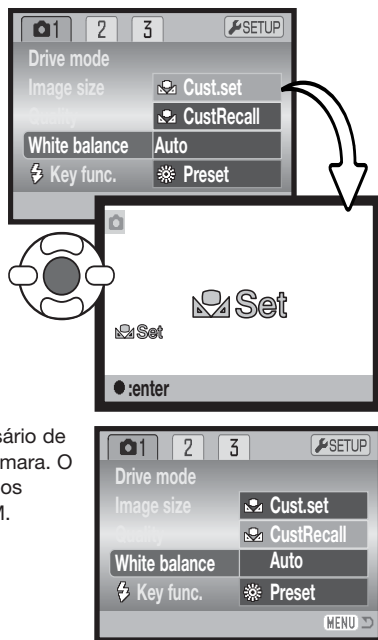 1 2 3 SETUP
Drive mode
Image size Cust.set
Quality CustRecall
White balance Auto
Key func. Preset
Set
Set
:enter
sário de
mara. O
os
M.
1 2 3 SETUP
Drive mode
Image size Cust.set
Quality CustRecall
White balance Auto
Key func. Preset
MENU